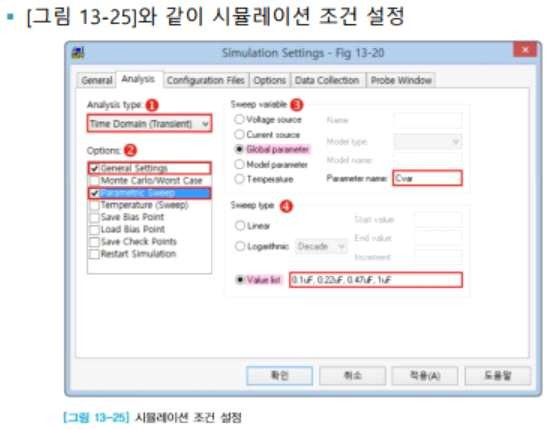 ▪ [그림 13-25]와 같이 시뮬레이션 조건 설정
Simulation Settings - Fig 13-20
General Analysis Configuration Files Options Data Collection Probe Window
Analysis type: 1
Time Domain (Transient)
Options: 2
General Settings
Monte Carlo/Worst Case
Parametric Sweep
Temperature (Sweep)
Save Bias Point
Load Bias Point
Save Check Points
Restart Simulation
Sweep variable 3
Voltage source Name:
Current source Model type:
Global parameter
Model parameter Model name:
Temperature Parameter name: Cvar
Sweep type 4
Linear Start value:
End value:
Logarithmic Decade
Increment:
Value list 0.1uF, 0.22uF, 0.47uF, 1uF
확인 취소 적용(A) 도움말
[그림 13-25] 시뮬레이션 조건 설정